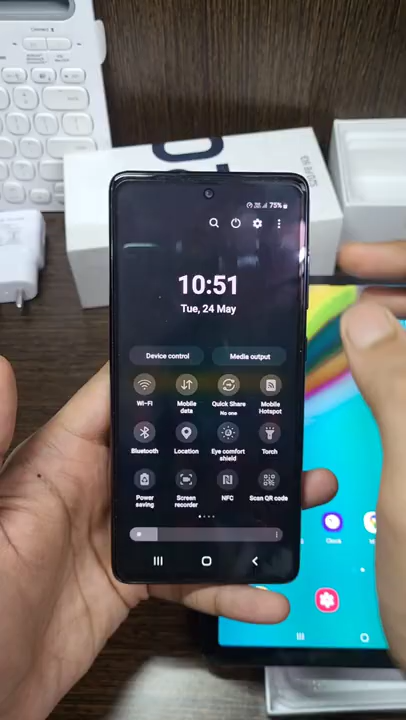 75%
10:51
Tue, 24 May
Device control
Media output
Wi-Fi
Mobile
data
Quick Share
No one
Mobile
Hotspot
Bluetooth
Location
Eye comfort
shield
Torch
Power
saving
Screen
recorder
NFC
Scan QR code
Clock